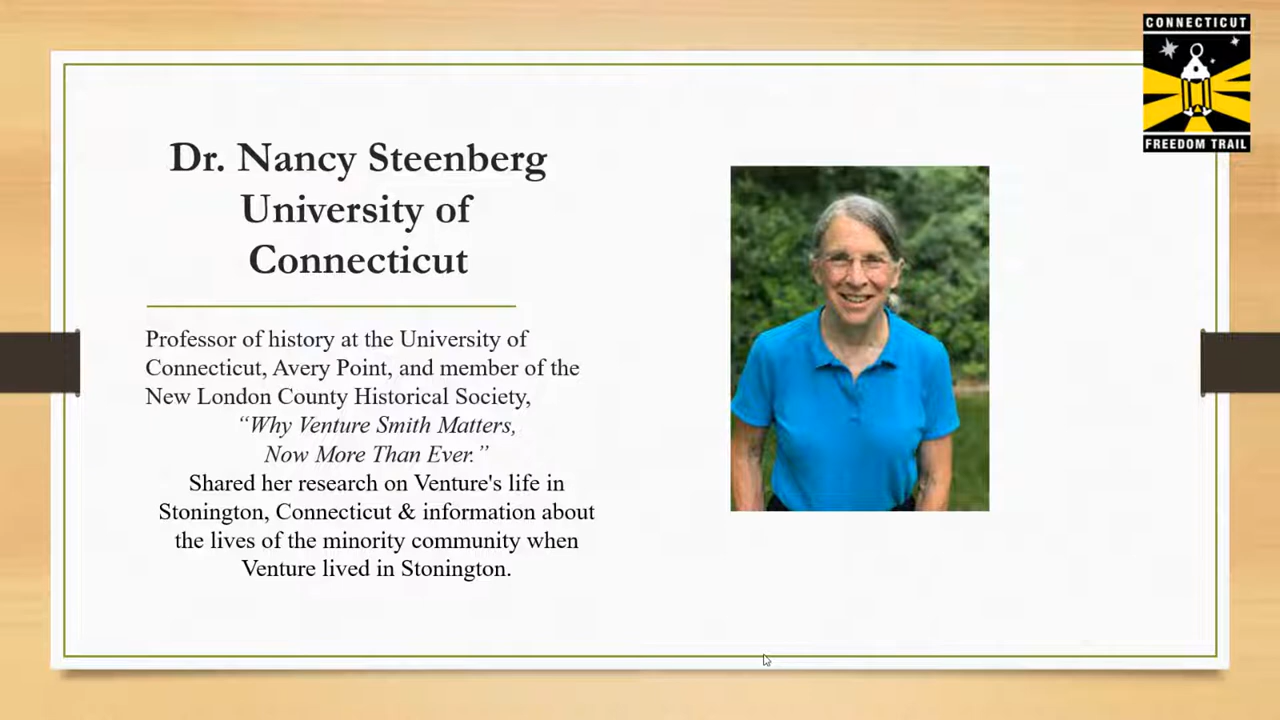 CONNECTICUT
FREEDOM TRAIL
Dr. Nancy Steenberg
University of
Connecticut
Professor of history at the University of
Connecticut, Avery Point, and member of the
New London County Historical Society,
“Why Venture Smith Matters,
Now More Than Ever.”
Shared her research on Venture's life in
Stonington, Connecticut & information about
the lives of the minority community when
Venture lived in Stonington.